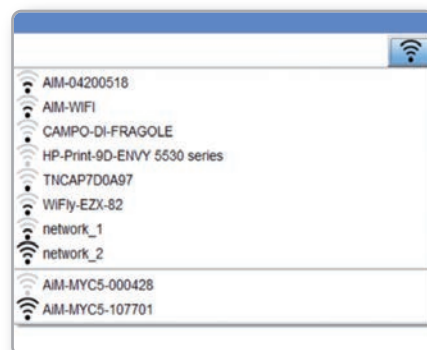 AiM-04200518
AiM-WIFI
CAMPO-DI-FRAGOLE
HP-Print-9D-ENVY 5530 series
TNCAP7D0A97
WiFly-EZX-82
network_1
network_2
AiM-MYC5-000428
AiM-MYC5-107701